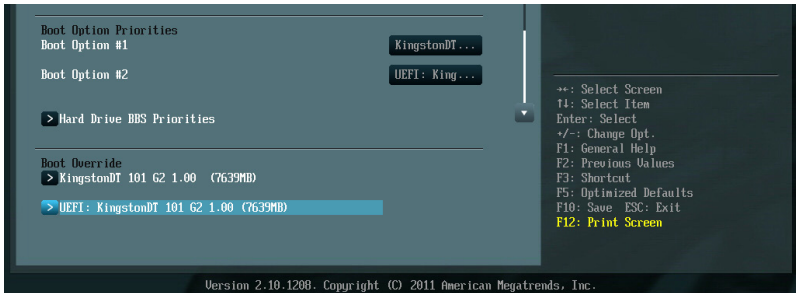 Boot Option Priorities
Boot Option #1 KingstonDT...
Boot Option #2 UEFI: King...
> Hard Drive BBS Priorities
Boot Override
> KingstonDT 101 G2 1.00 (7639MB)
> UEFI: KingstonDT 101 G2 1.00 (7639MB)
→←: Select Screen
↑↓: Select Item
Enter: Select
+/-: Change Opt.
F1: General Help
F2: Previous Values
F3: Shortcut
F5: Optimized Defaults
F10: Save ESC: Exit
F12: Print Screen
Version 2.10.1208. Copyright (C) 2011 American Megatrends, Inc.